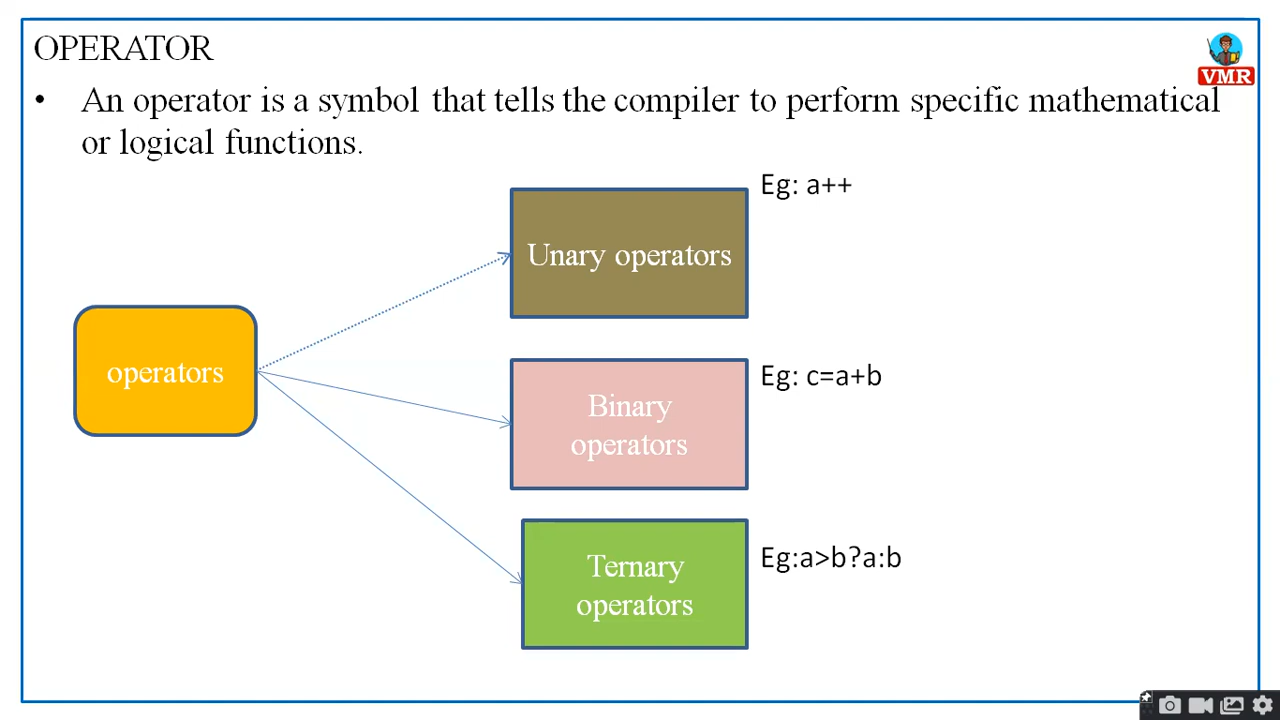 OPERATOR
VMR
• An operator is a symbol that tells the compiler to perform specific mathematical
or logical functions.
Eg: a++
Unary operators
operators
Eg: c=a+b
Binary
operators
Eg:a>b?a:b
Ternary
operators